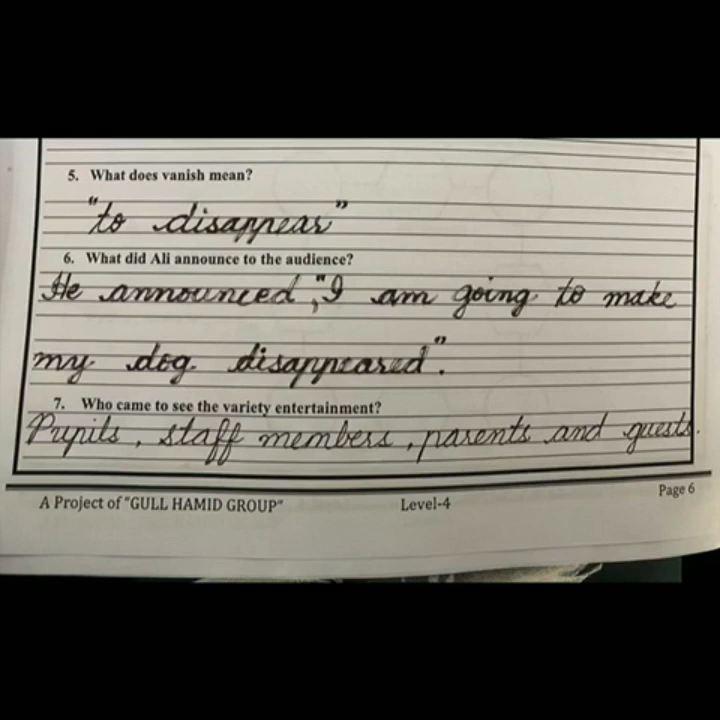 5. What does vanish mean?
"to disappear"
6. What did Ali announce to the audience?
He announced, "I am going to make
my dog disappeared".
7. Who came to see the variety entertainment?
Pupils, staff members, parents and guests.
A Project of "GULL HAMID GROUP" Level-4 Page 6